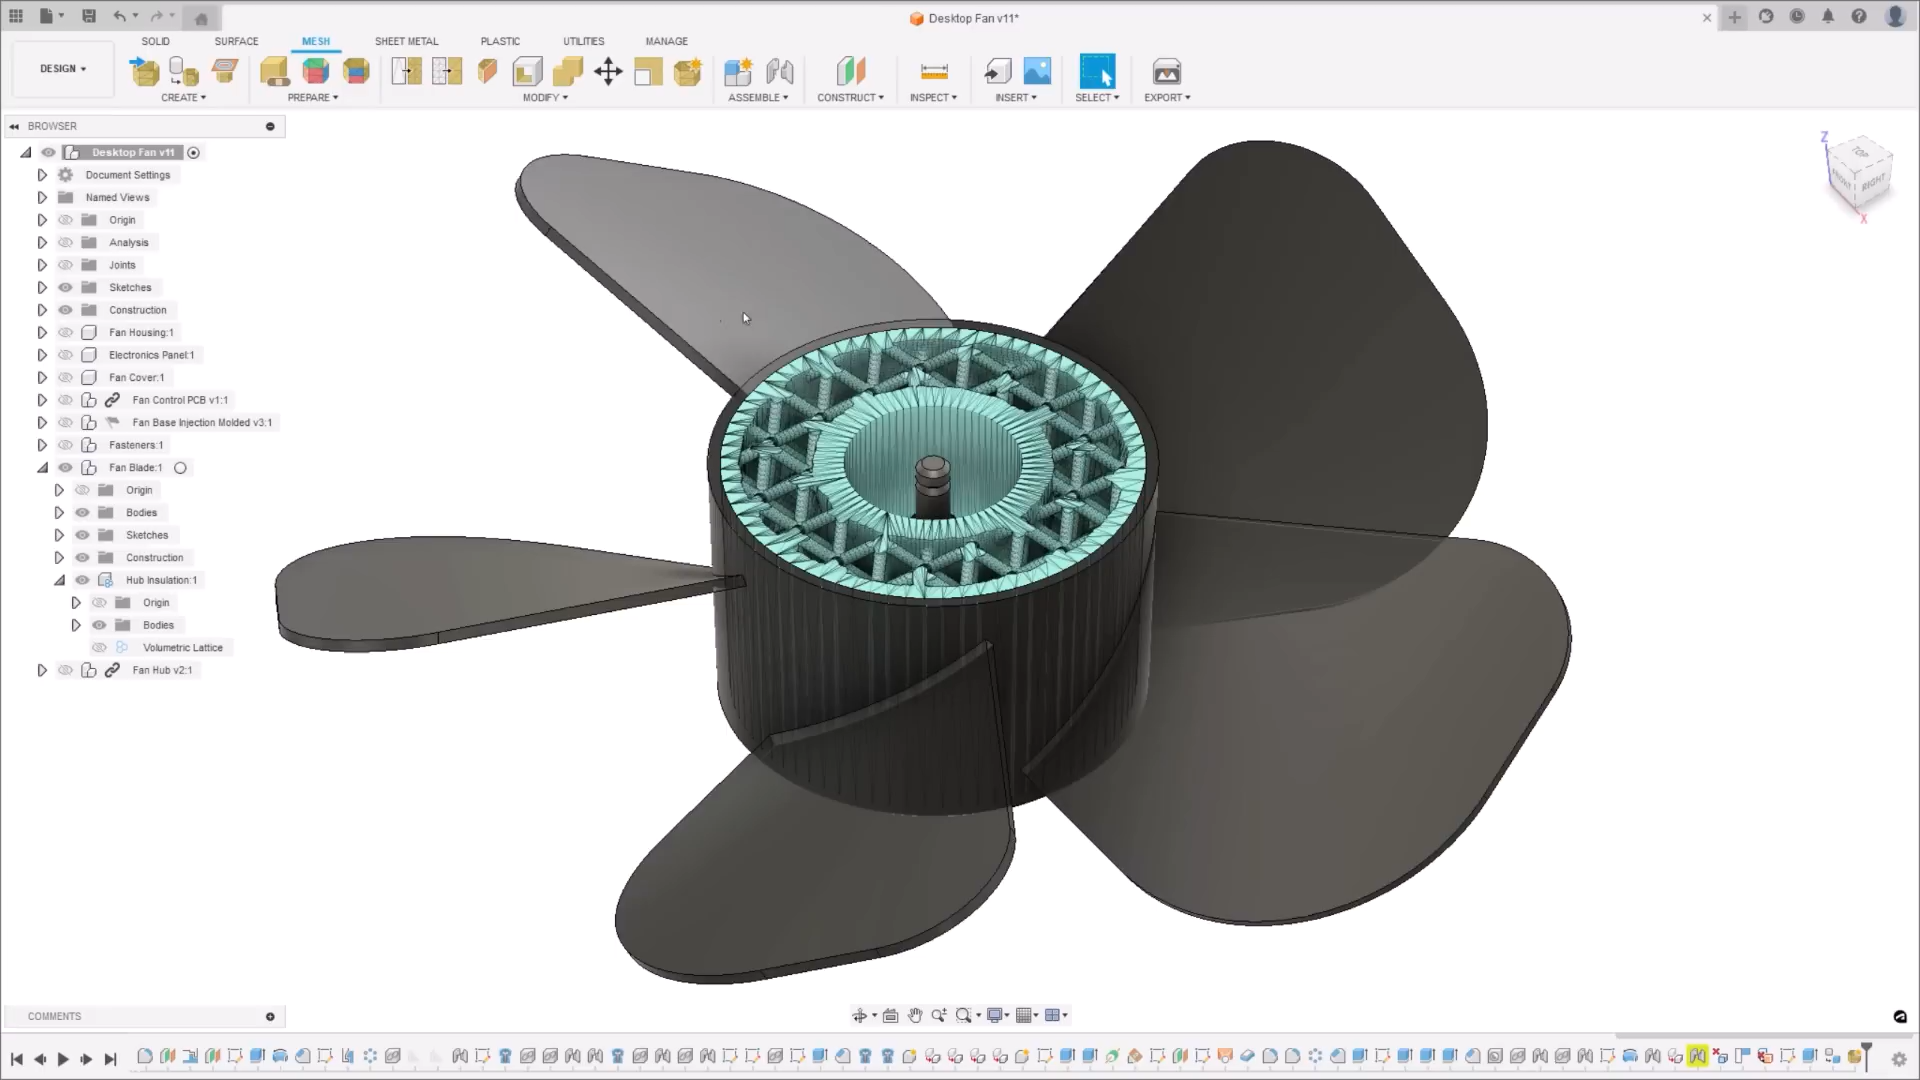 Desktop Fan v11*
SOLID
SURFACE
MESH
SHEET METAL
PLASTIC
UTILITIES
MANAGE
DESIGN
CREATE
PREPARE
MODIFY
ASSEMBLE
CONSTRUCT
INSPECT
INSERT
SELECT
EXPORT
BROWSER
Desktop Fan v11
Document Settings
Named Views
Origin
Analysis
Joints
Sketches
Construction
Fan Housing:1
Electronics Panel:1
Fan Cover:1
Fan Control PCB v1:1
Fan Base Injection Molded v3:1
Fasteners:1
Fan Blade:1
Origin
Bodies
Sketches
Construction
Hub Insulation:1
Origin
Bodies
Volumetric Lattice
Fan Hub v2:1
Z
TOP
FRONT
RIGHT
X
COMMENTS